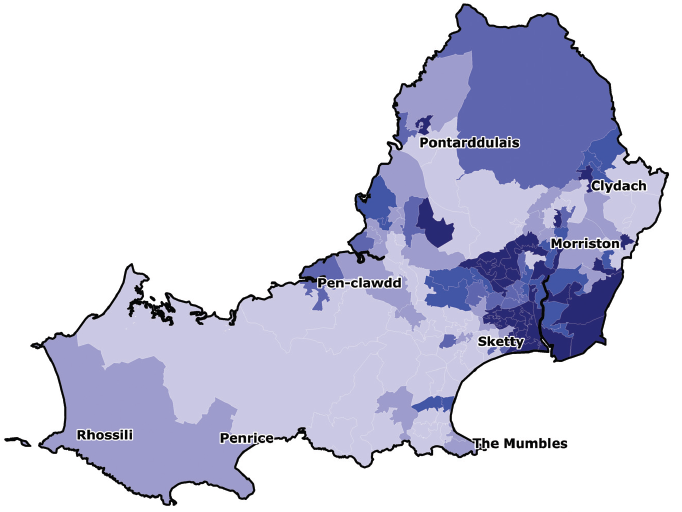 Pontarddulais
Clydach
Morriston
Pen-clawdd
Sketty
Rhossili
Penrice
The Mumbles